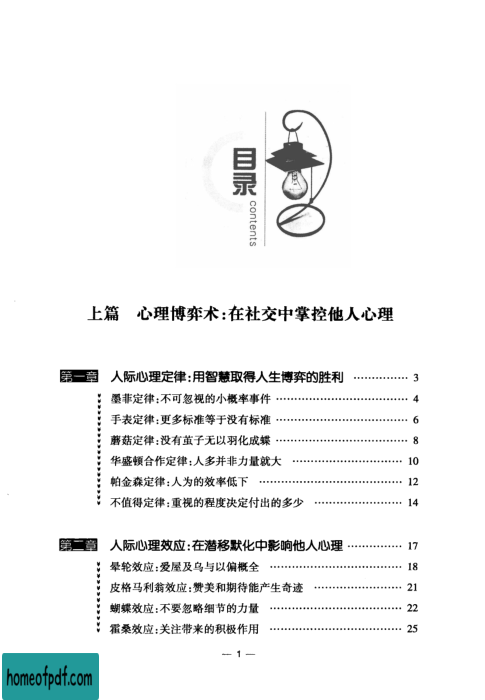 目录
contents
上篇 心理博弈术:在社交中掌控他人心理
第一章 人际心理定律:用智慧取得人生博弈的胜利 …………… 3
墨菲定律:不可忽视的小概率事件 …………………………… 4
手表定律:更多标准等于没有标准 …………………………… 6
蘑菇定律:没有茧子无以羽化成蝶 …………………………… 8
华盛顿合作定律:人多并非力量就大 ………………………… 10
帕金森定律:人为的效率低下 ………………………………… 12
不值得定律:重视的程度决定付出的多少 …………………… 14
第二章 人际心理效应:在潜移默化中影响他人心理 …………… 17
晕轮效应:爱屋及乌与以偏概全 ……………………………… 18
皮格马利翁效应:赞美和期待能产生奇迹 …………………… 21
蝴蝶效应:不要忽略细节的力量 ……………………………… 22
霍桑效应:关注带来的积极作用 ……………………………… 25
— 1 —
homeofpdf.com